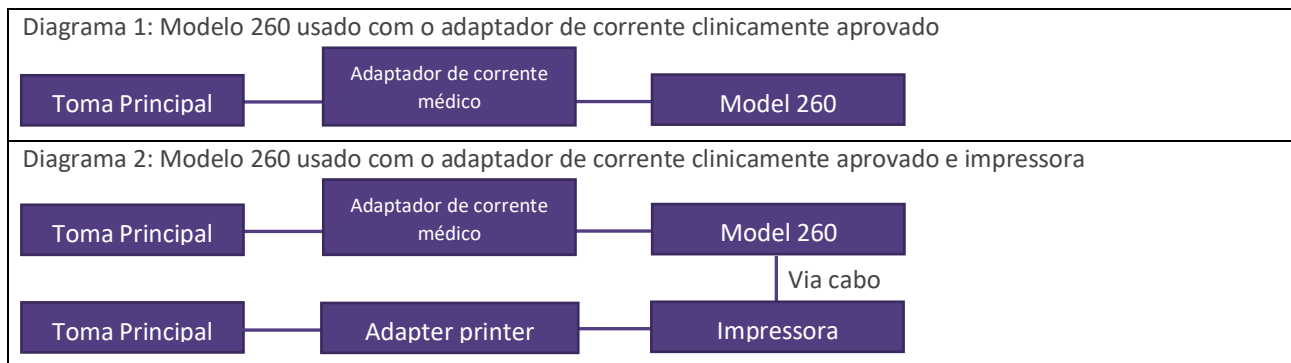 Diagrama 1: Modelo 260 usado com o adaptador de corrente clinicamente aprovado
Toma Principal
Adaptador de corrente
médico
Model 260
Diagrama 2: Modelo 260 usado com o adaptador de corrente clinicamente aprovado e impressora
Toma Principal
Adaptador de corrente
médico
Model 260
Via cabo
Toma Principal
Adapter printer
Impressora